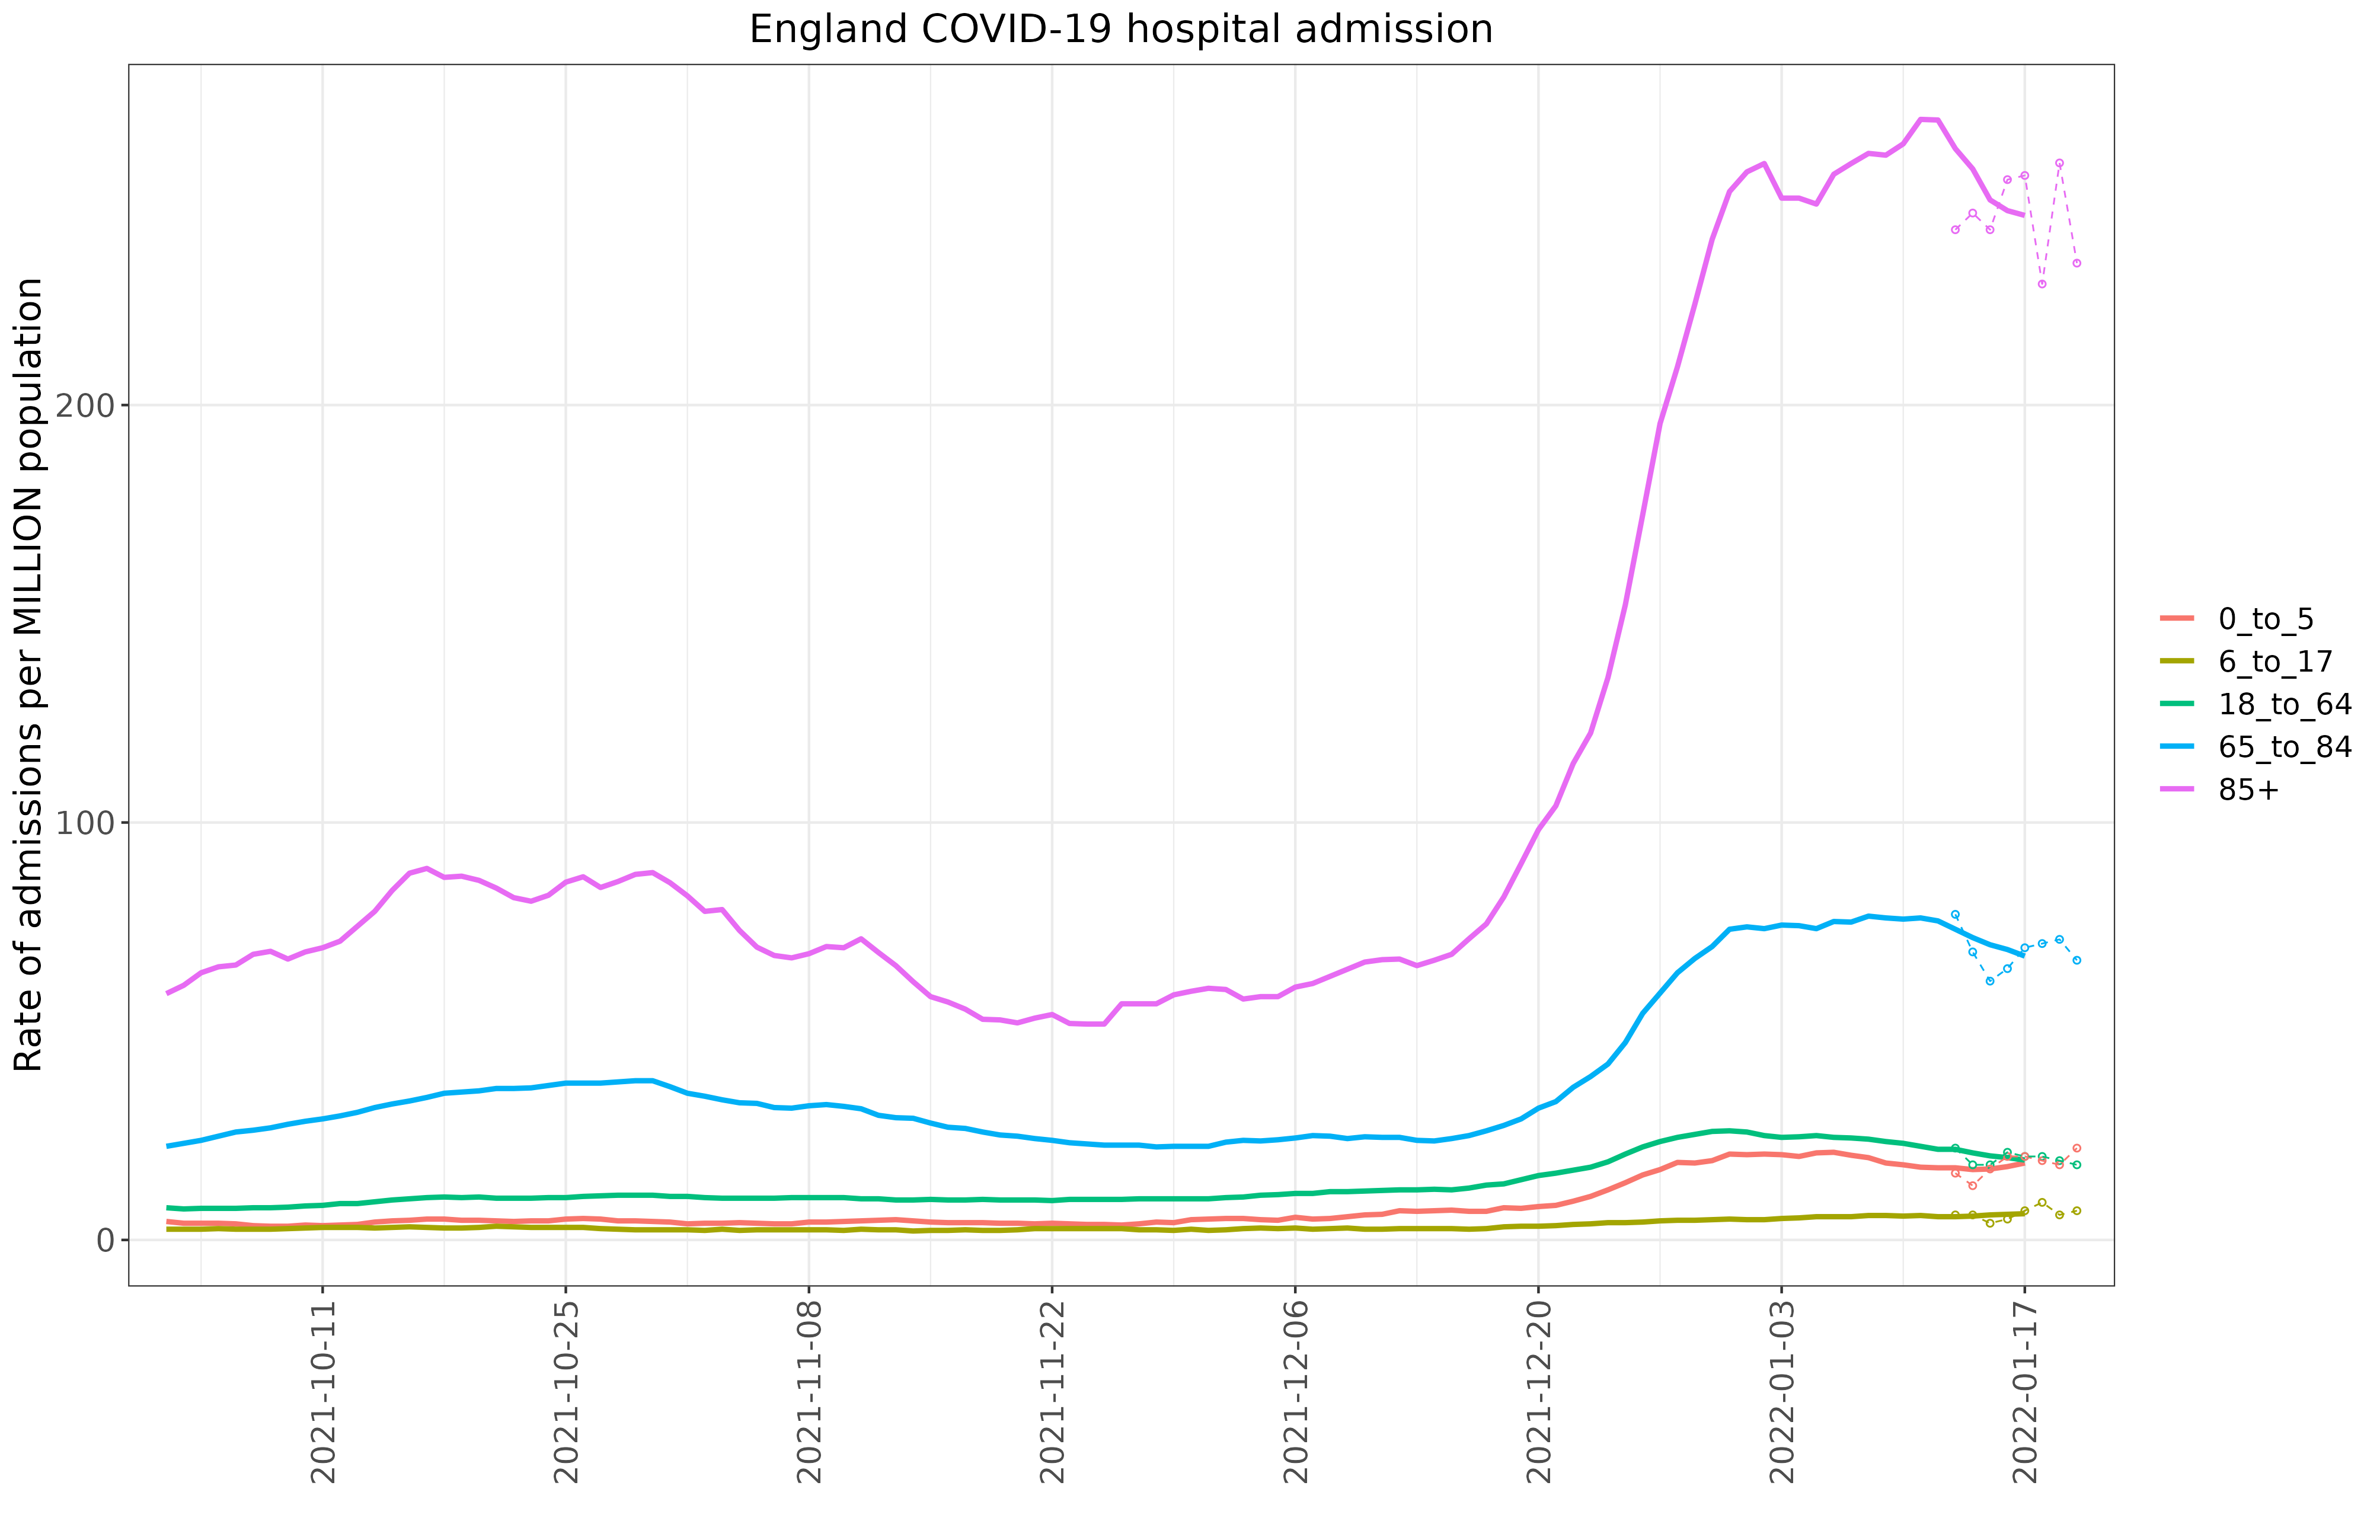 England COVID-19 hospital admission
Rate of admissions per MILLION population
200
100
0
2021-10-11
2021-10-25
2021-11-08
2021-11-22
2021-12-06
2021-12-20
2022-01-03
2022-01-17
0_to_5
6_to_17
18_to_64
65_to_84
85+